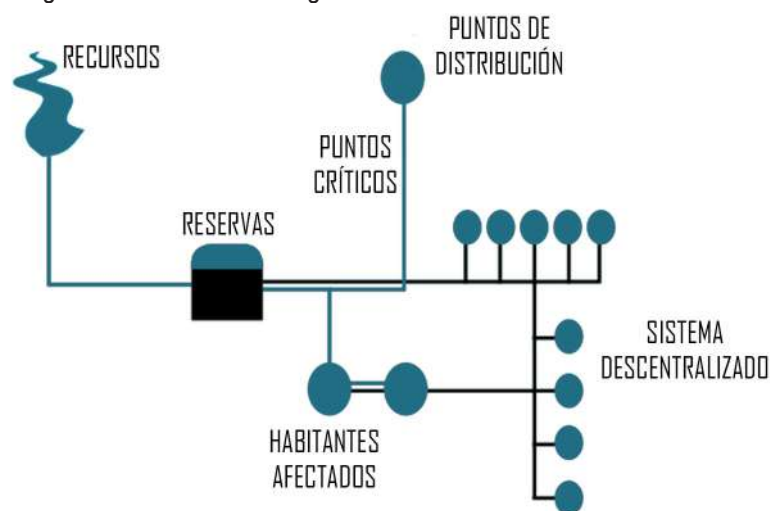 RECURSOS
PUNTOS DE
DISTRIBUCIÓN
PUNTOS
CRÍTICOS
RESERVAS
SISTEMA
DESCENTRALIZADO
HABITANTES
AFECTADOS